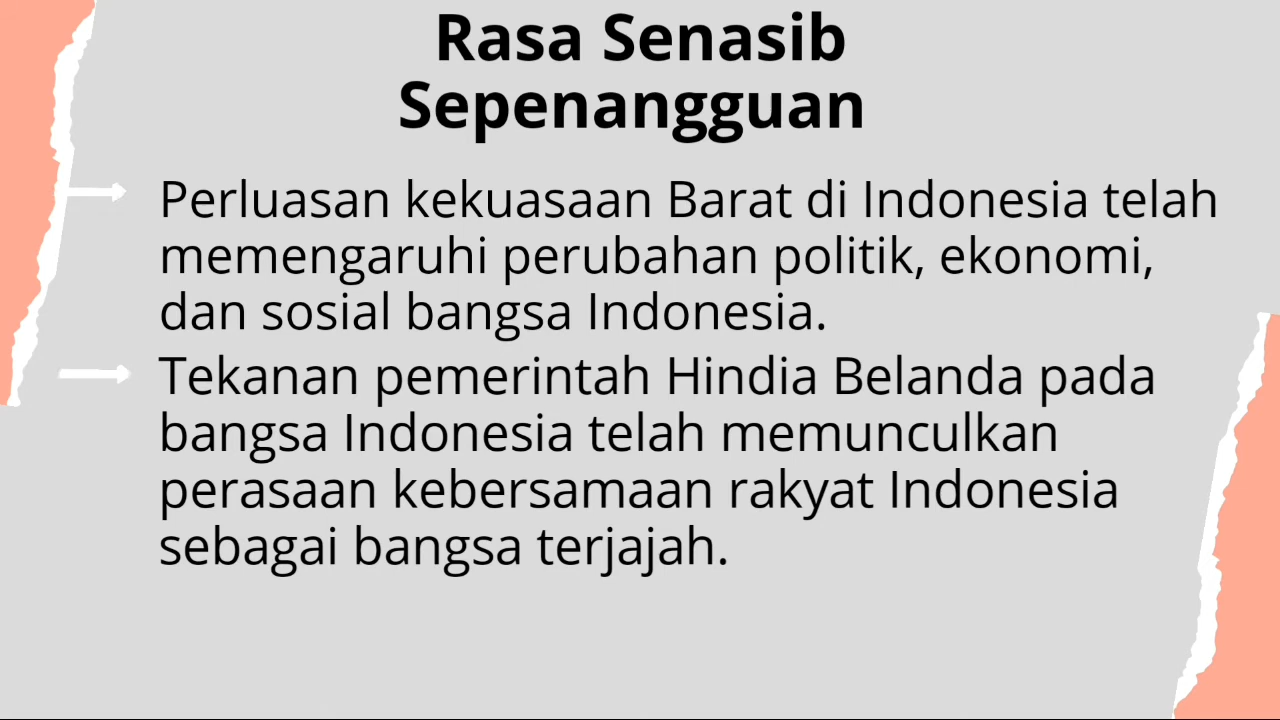 Rasa Senasib
Sepenangguan
Perluasan kekuasaan Barat di Indonesia telah
memengaruhi perubahan politik, ekonomi,
dan sosial bangsa Indonesia.
Tekanan pemerintah Hindia Belanda pada
bangsa Indonesia telah memunculkan
perasaan kebersamaan rakyat Indonesia
sebagai bangsa terjajah.